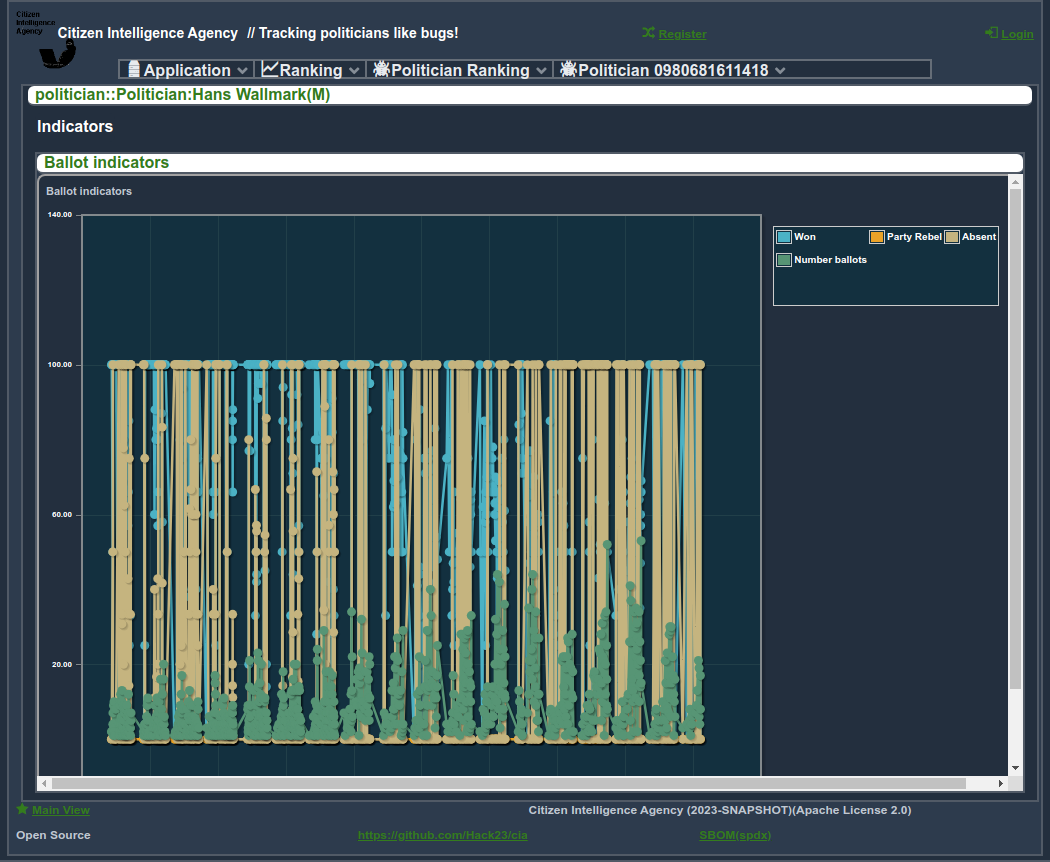 Citizen
Intelligence
Agency
Citizen Intelligence Agency // Tracking politicians like bugs!
Register
Login
Application
Ranking
Politician Ranking
Politician 0980681611418
politician::Politician:Hans Wallmark(M)
Indicators
Ballot indicators
Ballot indicators
140.00
100.00
60.00
20.00
Won
Party Rebel
Absent
Number ballots
Main View
Citizen Intelligence Agency (2023-SNAPSHOT)(Apache License 2.0)
Open Source
https://github.com/Hack23/cia
SBOM(spdx)